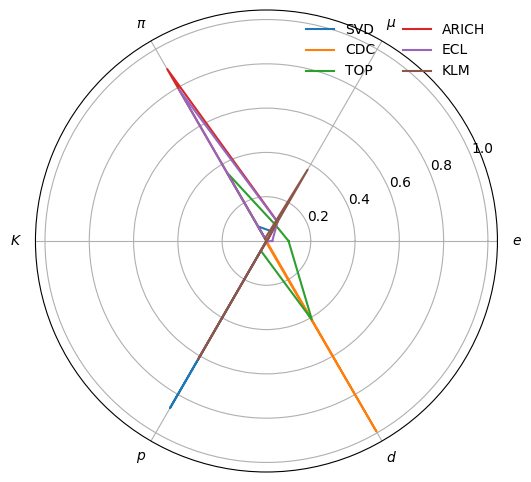 π
μ
SVD ARICH
CDC ECL
TOP KLM
1.0
0.8
0.6
0.4
0.2
K
e
p
d